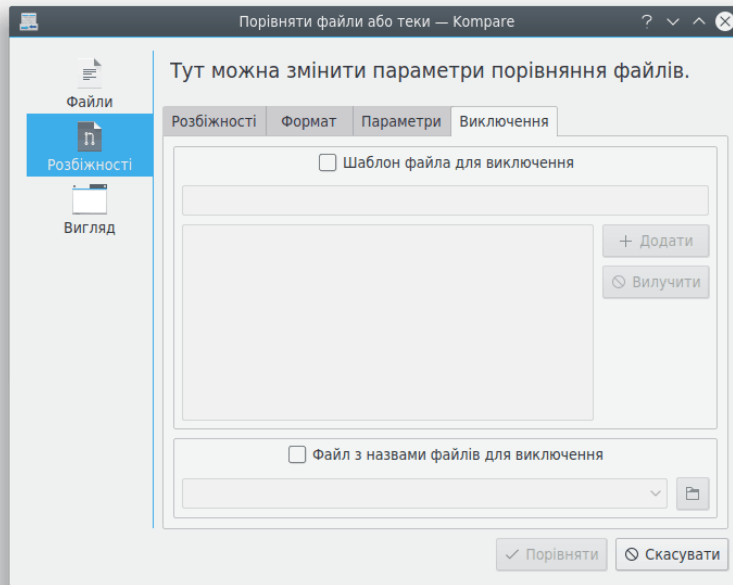 Порівняти файли або теки — Kompare
Файли
Розбіжності
Вигляд
Тут можна змінити параметри порівняння файлів.
Розбіжності Формат Параметри Виключення
Шаблон файла для виключення
Додати
Вилучити
Файл з назвами файлів для виключення
Порівняти Скасувати